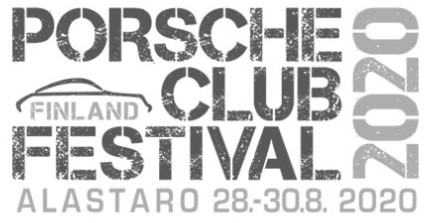 PORSCHE
CLUB
FINLAND
FESTIVAL
2020
ALASTARO 28.-30.8. 2020